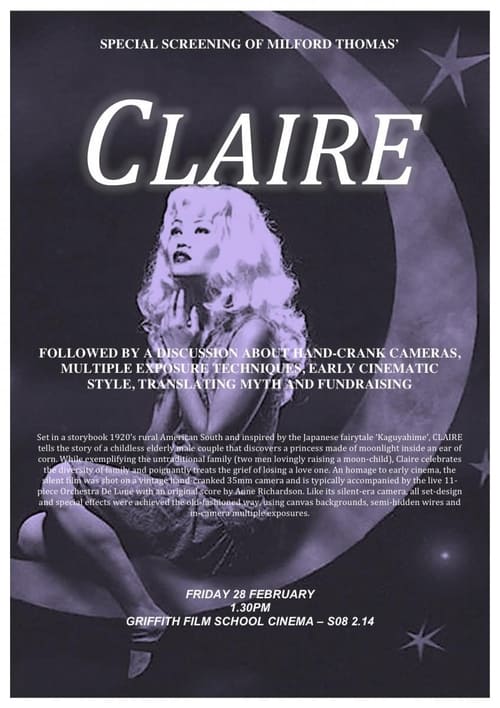 SPECIAL SCREENING OF MILFORD THOMAS'
CLAIRE
FOLLOWED BY A DISCUSSION ABOUT HAND-CRANK CAMERAS,
MULTIPLE EXPOSURE TECHNIQUES, EARLY CINEMATIC
STYLE, TRANSLATING MYTH AND FUNDRAISING
Set in a storybook 1920's rural American South and inspired by the Japanese fairytale 'Kaguyahime', CLAIRE
tells the story of a childless elderly male couple that discovers a princess made of moonlight inside an ear of
corn. While exemplifying the untraditional family (two men lovingly raising a moon-child), Claire celebrates
the diversity of family and poignantly treats the grief of losing a love one. An homage to early cinema, the
silent film was shot on a vintage hand-cranked 35mm camera and is typically accompanied by the live 11-
piece Orchestra De Lune with an original score by Anne Richardson. Like its silent-era camera, all set-design
and special effects were achieved the old-fashioned way, using canvas backgrounds, semi-hidden wires and
in-camera multiple exposures.
FRIDAY 28 FEBRUARY
1.30PM
GRIFFITH FILM SCHOOL CINEMA – S08 2.14